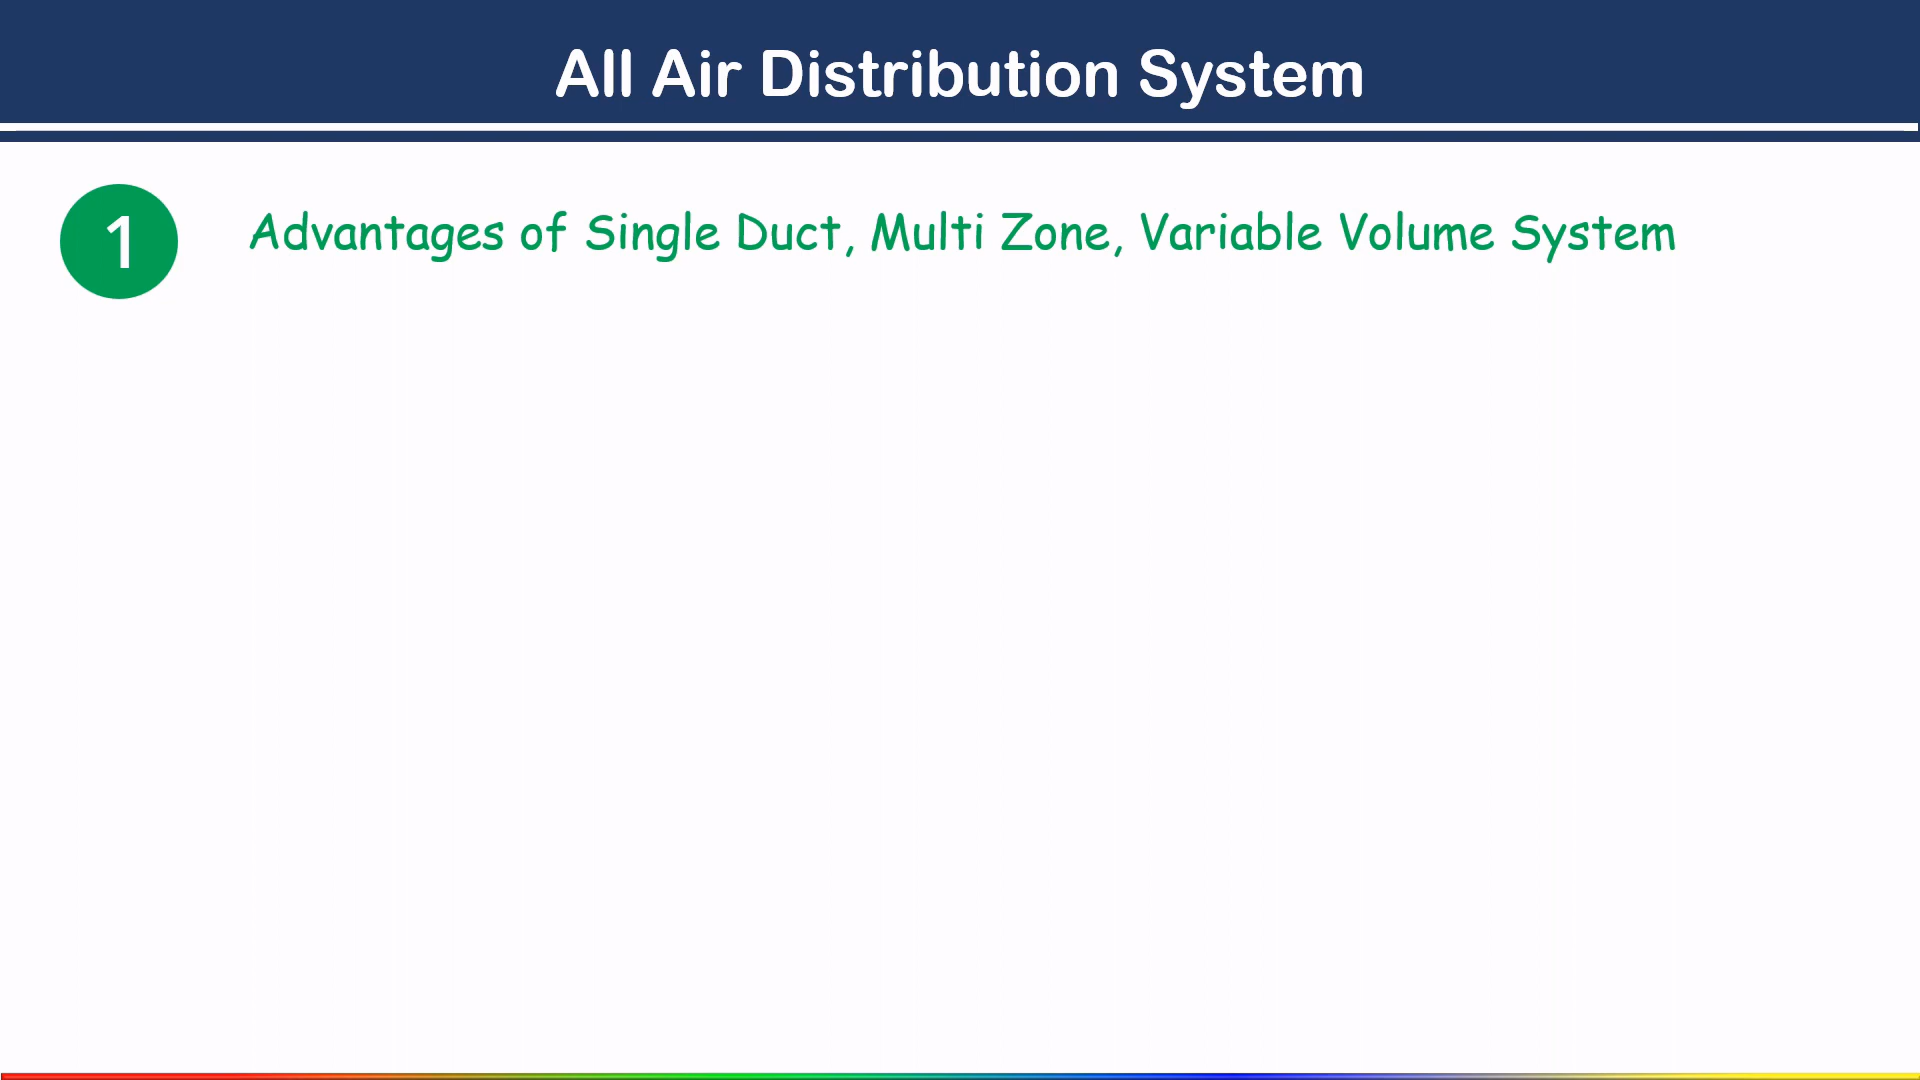 All Air Distribution System
1
Advantages of Single Duct, Multi Zone, Variable Volume System